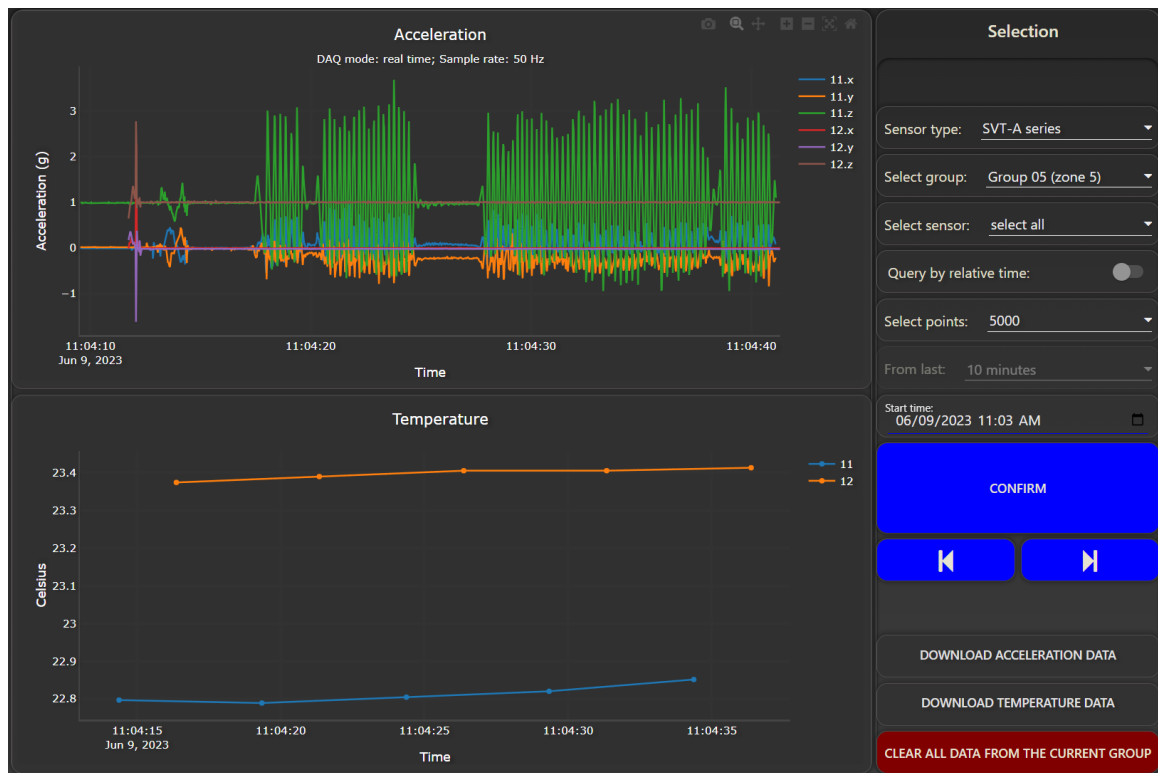 Acceleration
DAQ mode: real time; Sample rate: 50 Hz
Acceleration (g)
3
2
1
0
−1
11:04:10
Jun 9, 2023
11:04:20
11:04:30
11:04:40
Time
11.x
11.y
11.z
12.x
12.y
12.z
Temperature
Celsius
23.4
23.3
23.2
23.1
23
22.9
22.8
11:04:15
Jun 9, 2023
11:04:20
11:04:25
11:04:30
11:04:35
Time
11
12
Selection
Sensor type: SVT-A series
Select group: Group 05 (zone 5)
Select sensor: select all
Query by relative time:
Select points: 5000
From last: 10 minutes
Start time:
06/09/2023 11:03 AM
CONFIRM
DOWNLOAD ACCELERATION DATA
DOWNLOAD TEMPERATURE DATA
CLEAR ALL DATA FROM THE CURRENT GROUP